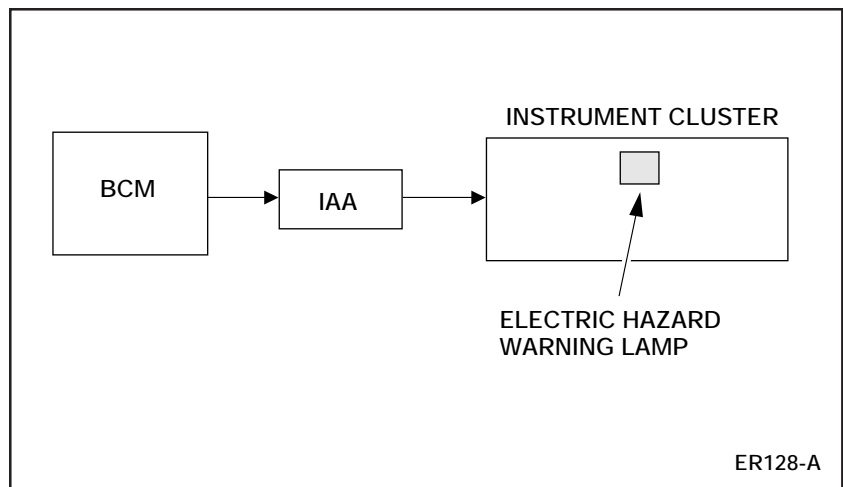 INSTRUMENT CLUSTER
BCM
IAA
ELECTRIC HAZARD
WARNING LAMP
ER128-A